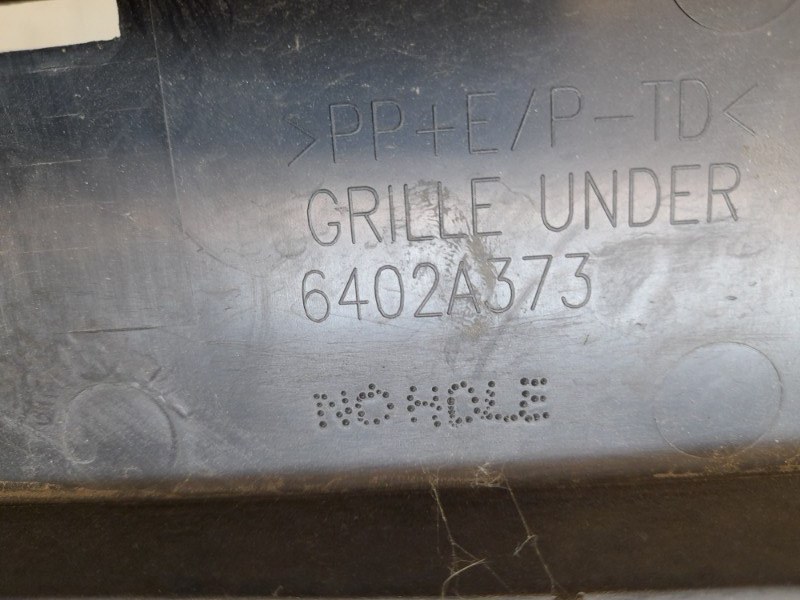 >PP+E/P-TD<
GRILLE UNDER
6402A373
NO HOLE